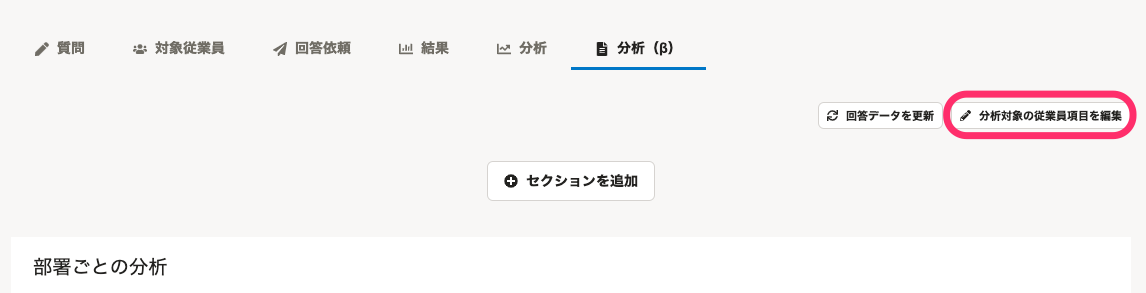 質問 対象従業員 回答依頼 結果 分析 分析（β）
回答データを更新 分析対象の従業員項目を編集
セクションを追加
部署ごとの分析